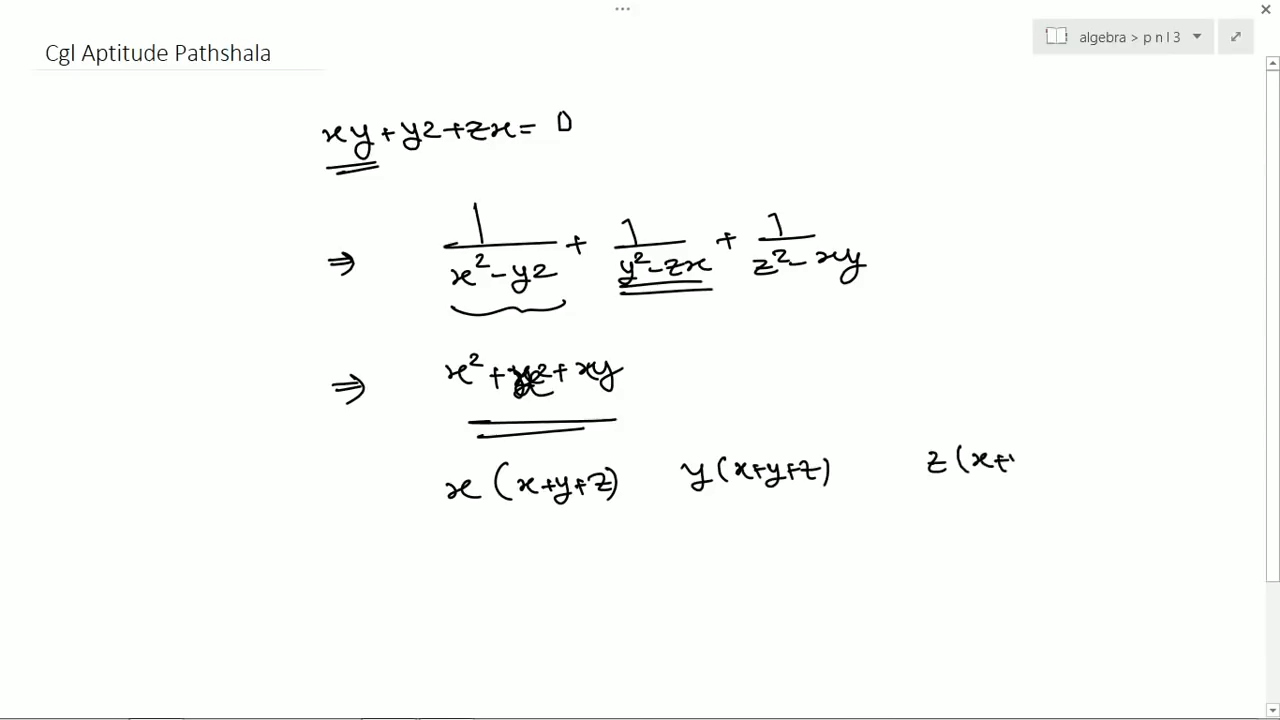 algebra > p n l 3
Cgl Aptitude Pathshala
xy+yz+zx= 0
⇒ 1/(x²-yz) + 1/(y²-zx) + 1/(z²-xy)
⇒ x²+ + xy
x (x+y+z) y(x+y+z) z(x+